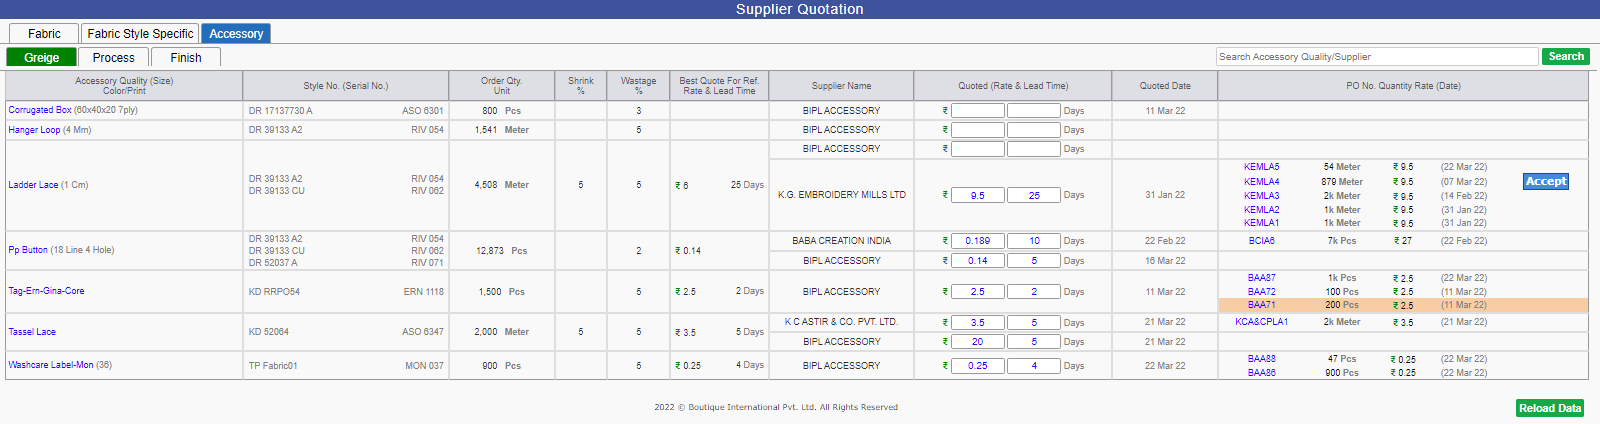 Supplier Quotation
Fabric Fabric Style Specific Accessory
Greige Process Finish Search Accessory Quality/Supplier Search
Accessory Quality (Size) Color/Print Style No. (Serial No.) Order Qty. Unit Shrink % Wastage % Best Quote For Ref. Rate & Lead Time Supplier Name Quoted (Rate & Lead Time) Quoted Date PO No. Quantity Rate (Date)
Corrugated Box (60x40x20 7ply) DR 17137730 A ASO 6301 800 Pcs 3 BIPL ACCESSORY ₹ Days 11 Mar 22
Hanger Loop (4 Mm) DR 39133 A2 RIV 054 1,541 Meter 5 BIPL ACCESSORY ₹ Days
BIPL ACCESSORY ₹ Days
Ladder Lace (1 Cm) DR 39133 A2 RIV 054 4,508 Meter 5 5 ₹ 6 25 Days K.G. EMBROIDERY MILLS LTD ₹ 9.5 25 Days 31 Jan 22
DR 39133 CU RIV 062
KEMLA5 54 Meter ₹ 9.5 (22 Mar 22)
KEMLA4 879 Meter ₹ 9.5 (07 Mar 22) Accept
KEMLA3 2k Meter ₹ 9.5 (14 Feb 22)
KEMLA2 1k Meter ₹ 9.5 (31 Jan 22)
KEMLA1 1k Meter ₹ 9.5 (31 Jan 22)
Pp Button (18 Line 4 Hole) DR 39133 A2 RIV 054 12,873 Pcs 2 ₹ 0.14 BABA CREATION INDIA ₹ 0.189 10 Days 22 Feb 22 BCIA6 7k Pcs ₹ 27 (22 Feb 22)
DR 39133 CU RIV 062
DR 52037 A RIV 071 BIPL ACCESSORY ₹ 0.14 5 Days 16 Mar 22
Tag-Ern-Gina-Core KD RRPO54 ERN 1118 1,500 Pcs 5 ₹ 2.5 2 Days BIPL ACCESSORY ₹ 2.5 2 Days 11 Mar 22
BAA87 1k Pcs ₹ 2.5 (22 Mar 22)
BAA72 100 Pcs ₹ 2.5 (11 Mar 22)
BAA71 200 Pcs ₹ 2.5 (11 Mar 22)
Tassel Lace KD 52064 ASO 6347 2,000 Meter 5 5 ₹ 3.5 5 Days K C ASTIR & CO. PVT. LTD. ₹ 3.5 5 Days 21 Mar 22 KCA&CPLA1 2k Meter ₹ 3.5 (21 Mar 22)
BIPL ACCESSORY ₹ 20 5 Days 21 Mar 22
Washcare Label-Mon (36) TP Fabric01 MON 037 900 Pcs 5 ₹ 0.25 4 Days BIPL ACCESSORY ₹ 0.25 4 Days 22 Mar 22
BAA88 47 Pcs ₹ 0.25 (22 Mar 22)
BAA86 900 Pcs ₹ 0.25 (22 Mar 22)
2022 © Boutique International Pvt. Ltd. All Rights Reserved
Reload Data